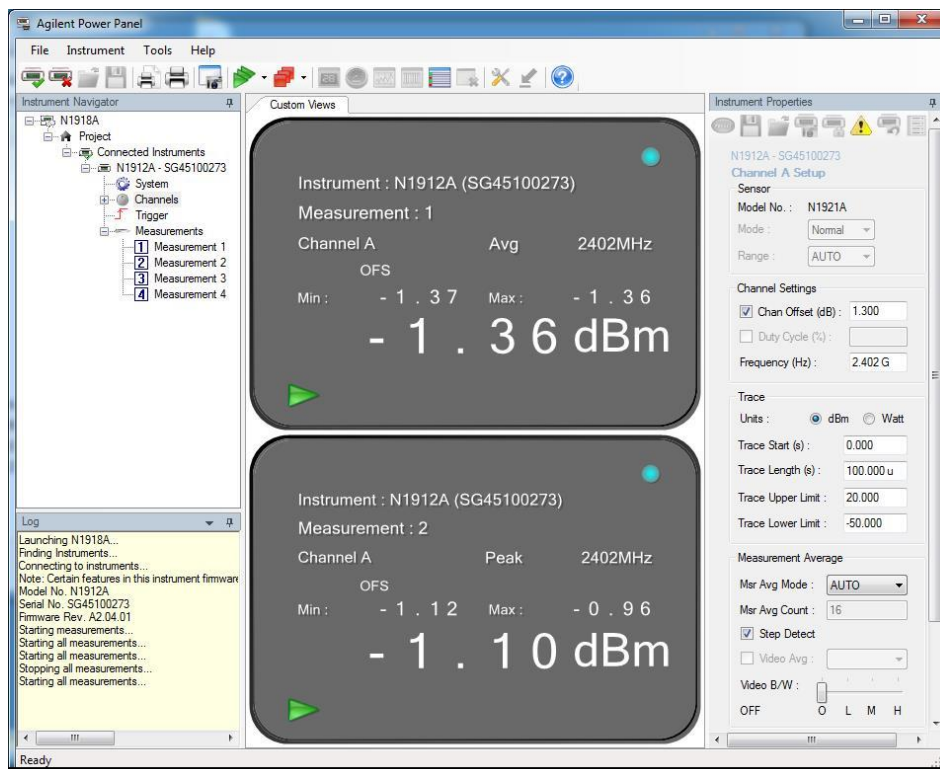 Agilent Power Panel
File Instrument Tools Help
Instrument Navigator
N1918A
Project
Connected Instruments
N1912A - SG45100273
System
Channels
Trigger
Measurements
1 Measurement 1
2 Measurement 2
3 Measurement 3
4 Measurement 4
Log
Launching N1918A...
Finding Instruments...
Connecting to instruments...
Note: Certain features in this instrument firmware
Model No. N1912A
Serial No. SG45100273
Firmware Rev. A2.04.01
Starting measurements...
Starting all measurements...
Starting all measurements...
Stopping all measurements...
Starting all measurements...
Custom Views
Instrument : N1912A (SG45100273)
Measurement : 1
Channel A Avg 2402MHz
OFS
Min : - 1 . 3 7 Max : - 1 . 3 6
- 1 . 3 6 dBm
Instrument : N1912A (SG45100273)
Measurement : 2
Channel A Peak 2402MHz
OFS
Min : - 1 . 1 2 Max : - 0 . 9 6
- 1 . 1 0 dBm
Instrument Properties
N1912A - SG45100273
Channel A Setup
Sensor
Model No. : N1921A
Mode : Normal
Range : AUTO
Channel Settings
Chan Offset (dB) : 1.300
Duty Cycle (%) :
Frequency (Hz) : 2.402 G
Trace
Units : dBm Watt
Trace Start (s) : 0.000
Trace Length (s) : 100.000 u
Trace Upper Limit : 20.000
Trace Lower Limit : -50.000
Measurement Average
Msr Avg Mode : AUTO
Msr Avg Count : 16
Step Detect
Video Avg :
Video B/W :
OFF O L M H
Ready